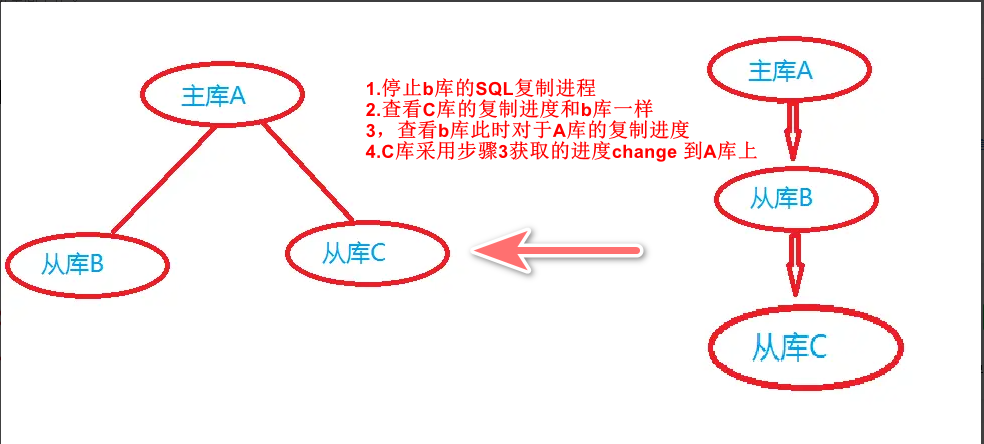 主库A
从库B
从库C
1.停止b库的SQL复制进程
2.查看C库的复制进度和b库一样
3，查看b库此时对于A库的复制进度
4.C库采用步骤3获取的进度change 到A库上
主库A
从库B
从库C